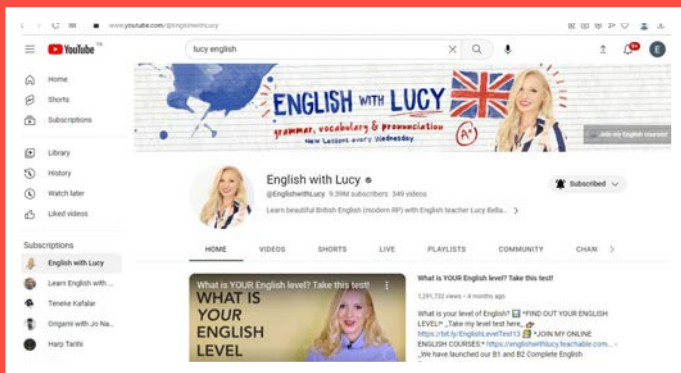 www.youtube.com/@EnglishwithLucy
YouTube TR
lucy english
9+
E
Home
Shorts
Subscriptions
Library
History
Watch later
Liked videos
Subscriptions
English with Lucy
Learn English with ...
Teneke Kafalar
Origami with Jo Na...
Harp Tarihi
ENGLISH WITH LUCY
grammar, vocabulary & pronunciation
New Lessons every Wednesday
A+
Join my English courses!
English with Lucy
@EnglishwithLucy 9.39M subscribers 349 videos
Learn beautiful British English (modern RP) with English teacher Lucy Bella...
Subscribed
HOME VIDEOS SHORTS LIVE PLAYLISTS COMMUNITY CHAN
What is YOUR English level? Take this test!
WHAT IS
YOUR
ENGLISH
LEVEL
What is YOUR English level? Take this test!
1,291,732 views • 4 months ago
What is your level of English? *FIND OUT YOUR ENGLISH
LEVEL!* _Take my level test here_
https://bit.ly/EnglishLevelTest13 *JOIN MY ONLINE
ENGLISH COURSES:* https://englishwithlucy.teachable.com... -
_We have launched our B1 and B2 Complete English